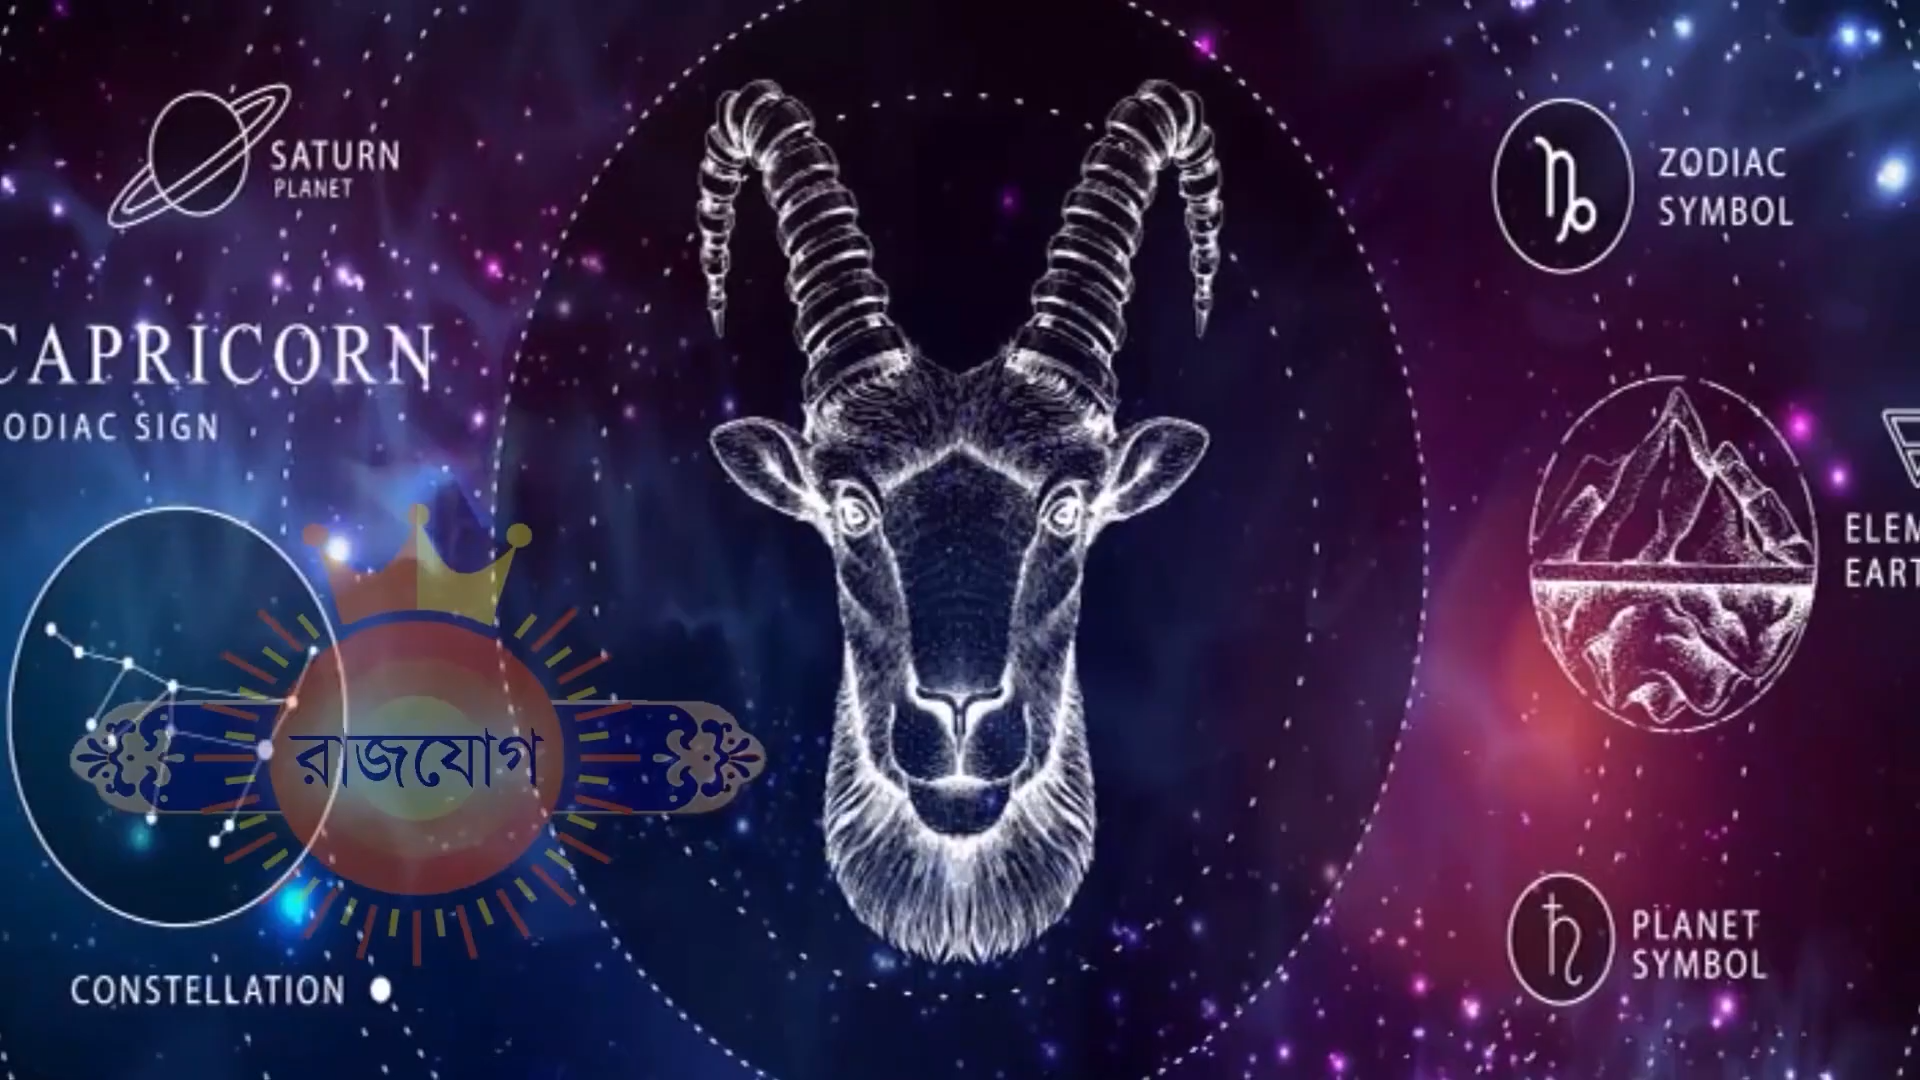 SATURN
PLANET
CAPRICORN
ODIAC SIGN
রাজযোগ
CONSTELLATION
ZODIAC
SYMBOL
ELEM
EART
PLANET
SYMBOL